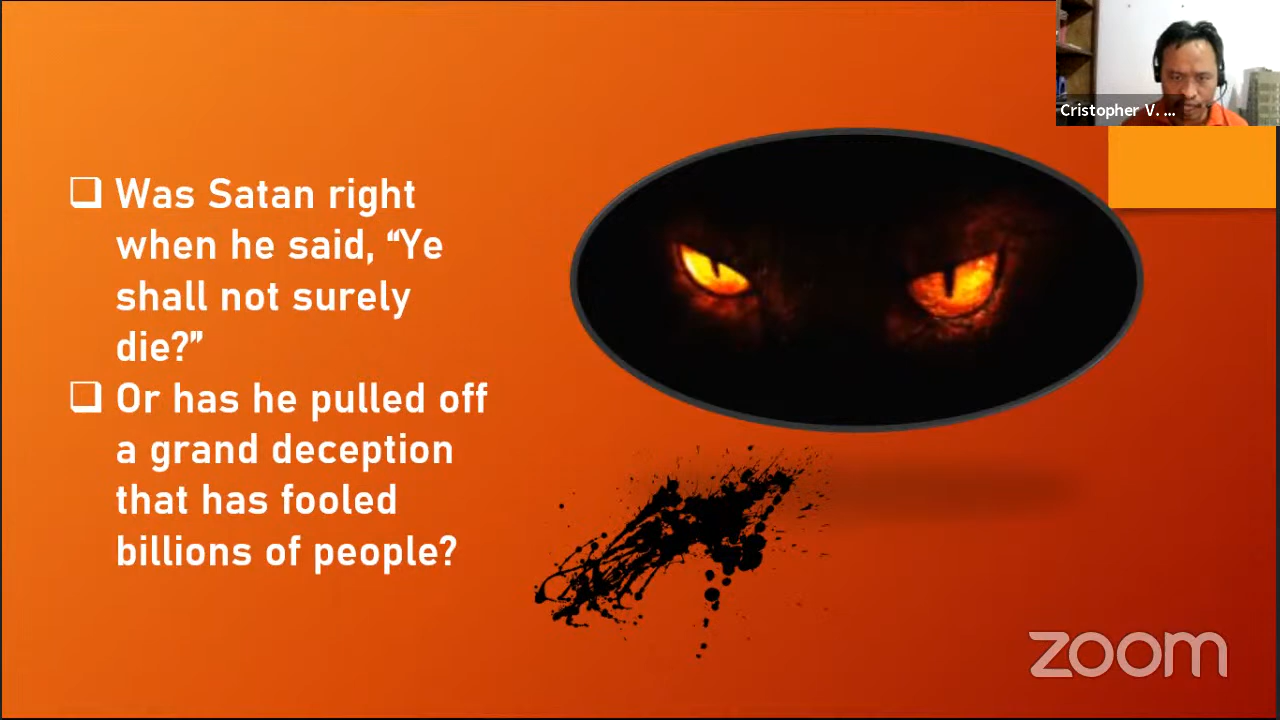 Cristopher V. ...
❑ Was Satan right
when he said, “Ye
shall not surely
die?”
❑ Or has he pulled off
a grand deception
that has fooled
billions of people?
zoom